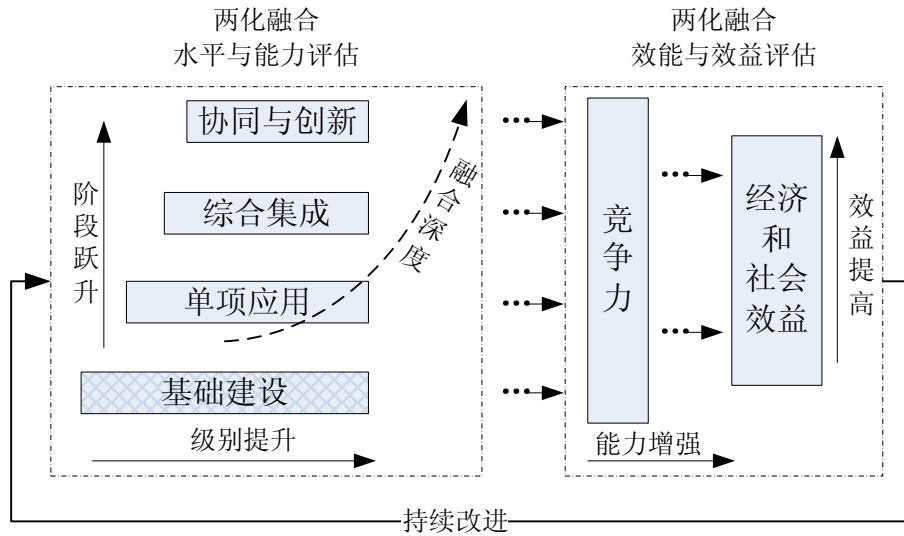 两化融合
水平与能力评估
协同与创新
综合集成
单项应用
基础建设
阶段跃升
融合深度
级别提升
两化融合
效能与效益评估
竞争力
经济
和
社会
效益
效益提高
能力增强
持续改进